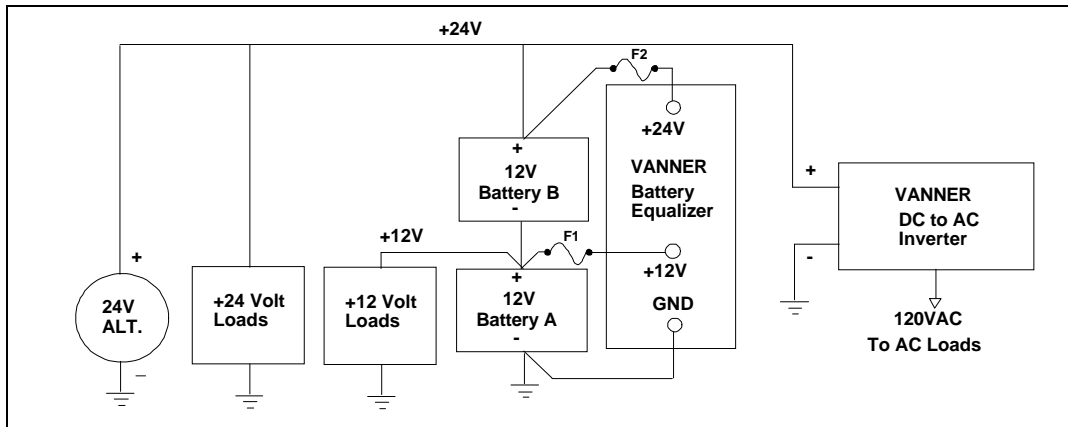 +24V
F2
+24V
VANNER
Battery
Equalizer
+
12V
Battery B
-
+12V
F1
+12V
GND
+
12V
Battery A
-
+
24V
ALT.
–
+24 Volt
Loads
+12 Volt
Loads
+
-
VANNER
DC to AC
Inverter
120VAC
To AC Loads